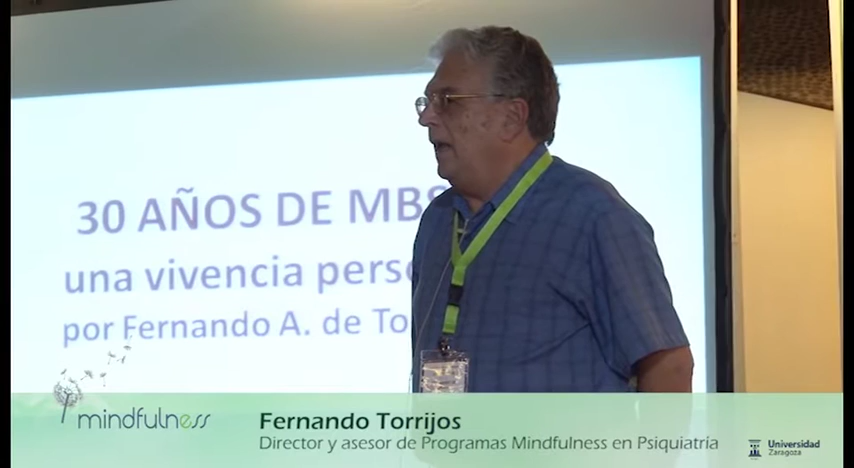 30 AÑOS DE MBS
una vivencia perso
por Fernando A. de To
mindfulness
Fernando Torrijos
Director y asesor de Programas Mindfulness en Psiquiatría
Universidad
Zaragoza